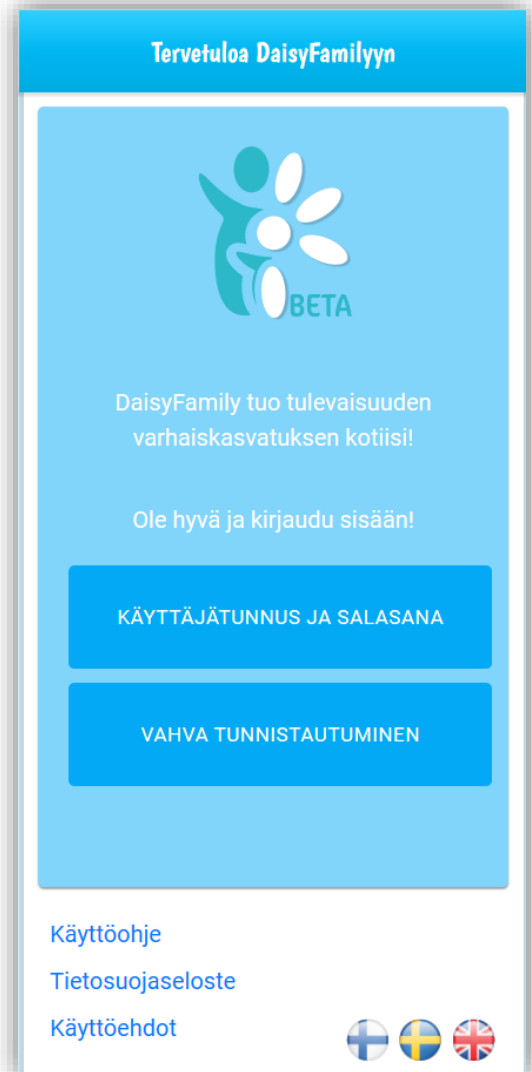 Tervetuloa DaisyFamilyyn
BETA
DaisyFamily tuo tulevaisuuden
varhaiskasvatuksen kotiisi!
Ole hyvä ja kirjaudu sisään!
KÄYTTÄJÄTUNNUS JA SALASANA
VAHVA TUNNISTAUTUMINEN
Käyttöohje
Tietosuojaseloste
Käyttöehdot